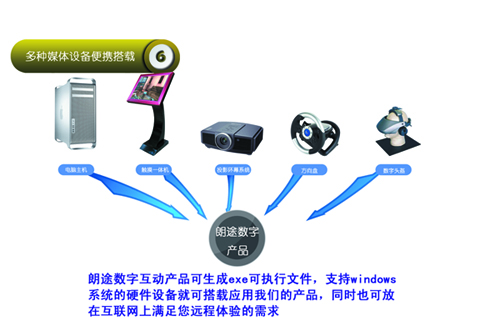 多种媒体设备便携搭载 6
电脑主机
触摸一体机
投影环幕系统
方向盘
数字头盔
朗途数字
产品
朗途数字互动产品可生成exe可执行文件，支持windows
系统的硬件设备就可搭载应用我们的产品，同时也可放
在互联网上满足您远程体验的需求